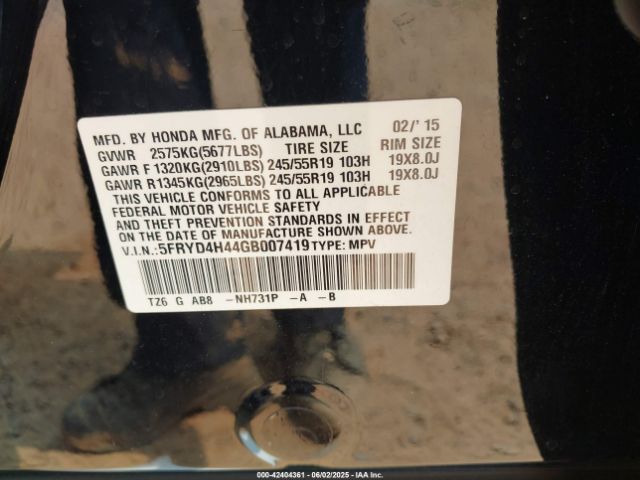 MFD. BY HONDA MFG. OF ALABAMA, LLC 02/' 15
GVWR 2575KG(5677LBS) TIRE SIZE RIM SIZE
GAWR F 1320KG(2910LBS) 245/55R19 103H 19X8.0J
GAWR R1345KG(2965LBS) 245/55R19 103H 19X8.0J
THIS VEHICLE CONFORMS TO ALL APPLICABLE
FEDERAL MOTOR VEHICLE SAFETY
AND THEFT PREVENTION STANDARDS IN EFFECT
ON THE DATE OF MANUFACTURE SHOWN ABOVE.
V.I.N.:5FRYD4H44GB007419 TYPE: MPV
TZ6 G AB8 -NH731P -A -B
000-42404361 - 06/02/2025 - IAAI Inc.